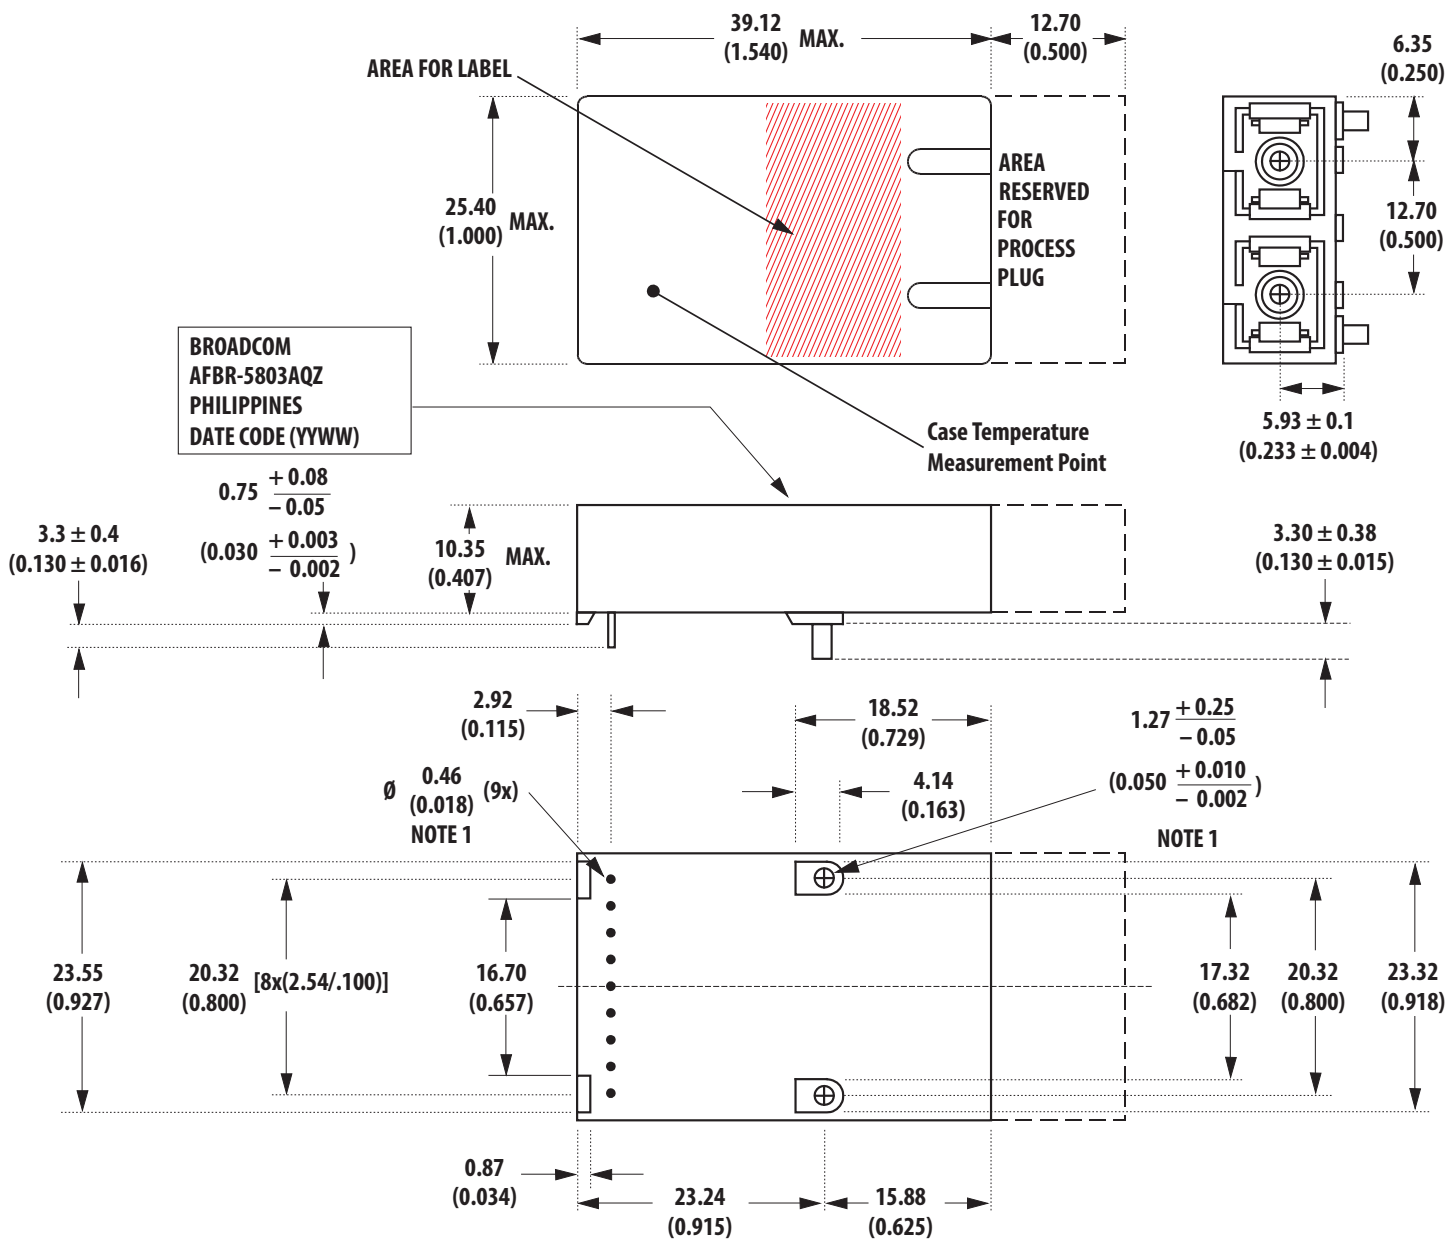 39.12
(1.540) MAX.
12.70
(0.500)
6.35
(0.250)
AREA FOR LABEL
25.40
(1.000) MAX.
AREA
RESERVED
FOR
PROCESS
PLUG
12.70
(0.500)
BROADCOM
AFBR-5803AQZ
PHILIPPINES
DATE CODE (YYWW)
Case Temperature
Measurement Point
5.93 ± 0.1
(0.233 ± 0.004)
0.75 + 0.08
– 0.05
(0.030 + 0.003
– 0.002 )
3.3 ± 0.4
(0.130 ± 0.016)
10.35
(0.407) MAX.
3.30 ± 0.38
(0.130 ± 0.015)
2.92
(0.115)
18.52
(0.729)
1.27 + 0.25
– 0.05
(0.050 + 0.010
– 0.002 )
NOTE 1
Ø 0.46
(0.018) (9x)
NOTE 1
4.14
(0.163)
23.55
(0.927)
20.32
(0.800) [8x(2.54/.100)]
16.70
(0.657)
17.32
(0.682)
20.32
(0.800)
23.32
(0.918)
0.87
(0.034)
23.24
(0.915)
15.88
(0.625)